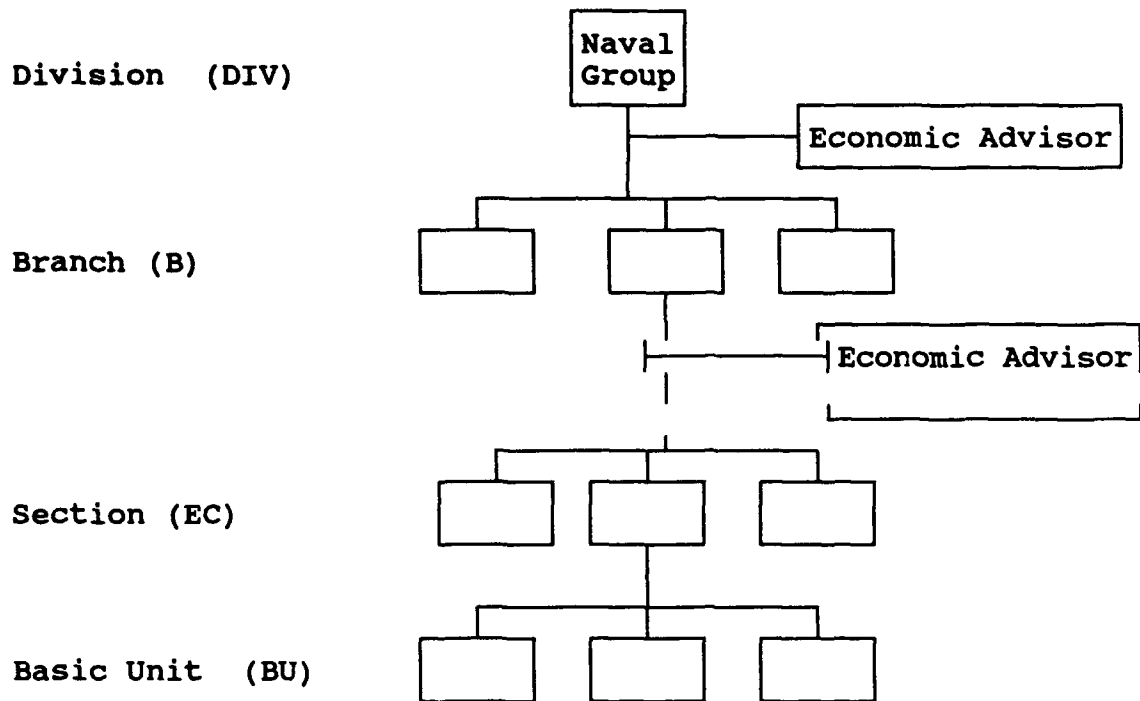 Naval
Group
Division (DIV)
Economic Advisor
Branch (B)
Economic Advisor
Section (EC)
Basic Unit (BU)